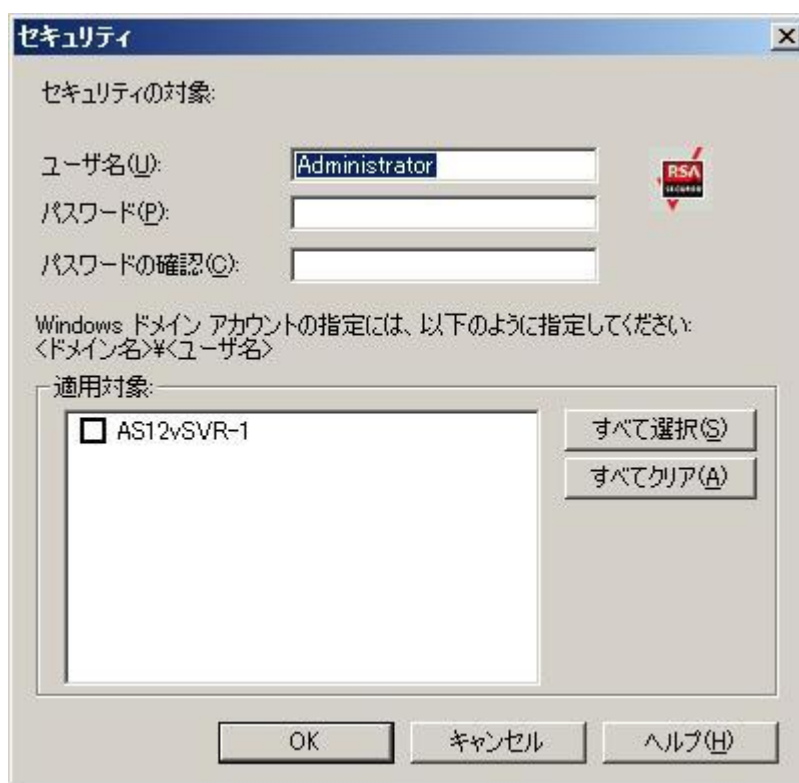 セキュリティ
セキュリティの対象:
ユーザ名(U):
Administrator
RSA
SECURED
パスワード(P):
パスワードの確認(C):
Windows ドメイン アカウントの指定には、以下のように指定してください:
<ドメイン名>¥<ユーザ名>
適用対象:
AS12vSVR-1
すべて選択(S)
すべてクリア(A)
OK
キャンセル
ヘルプ(H)